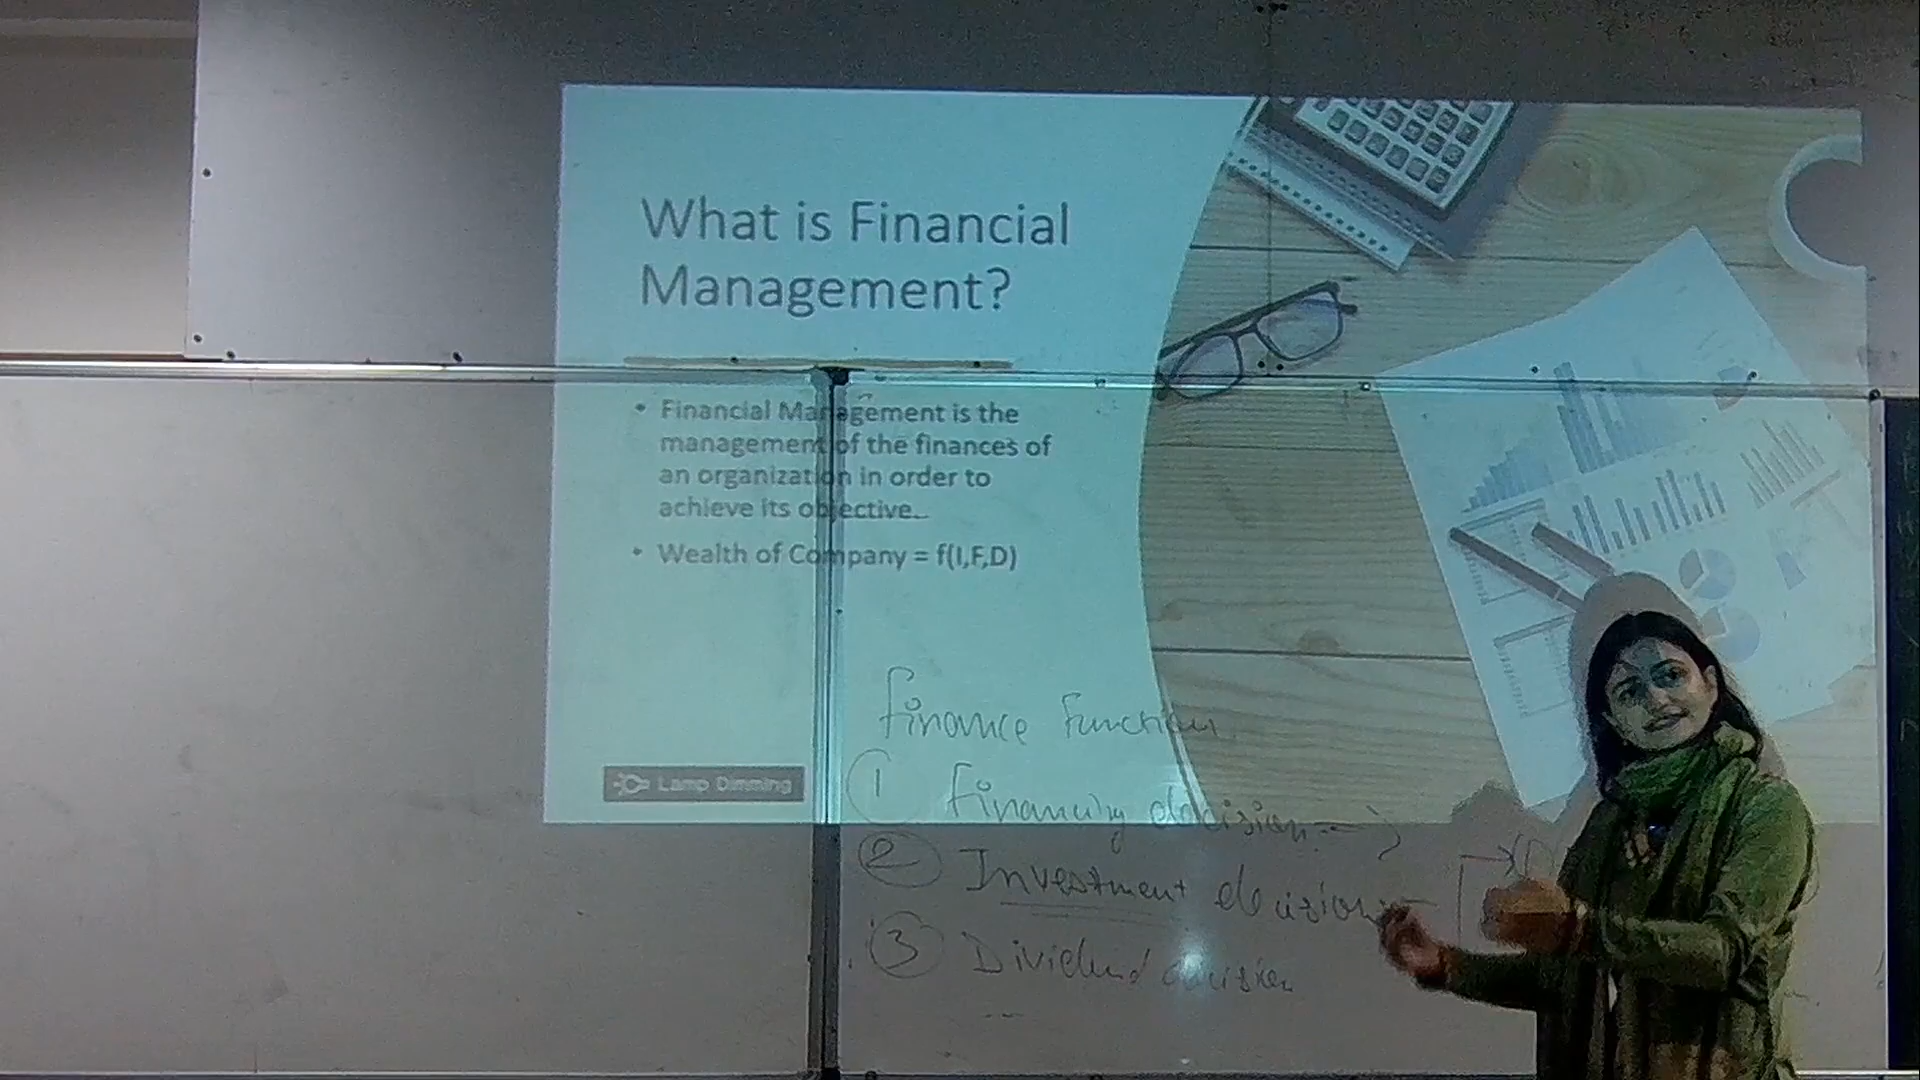 What is Financial
Management?
• Financial Management is the
management of the finances of
an organization in order to
achieve its objective.
• Wealth of Company = f(I,F,D)
Lamp Dimming
Finance Function
1 Financing decision
2 Investment decision
3 Dividend decision